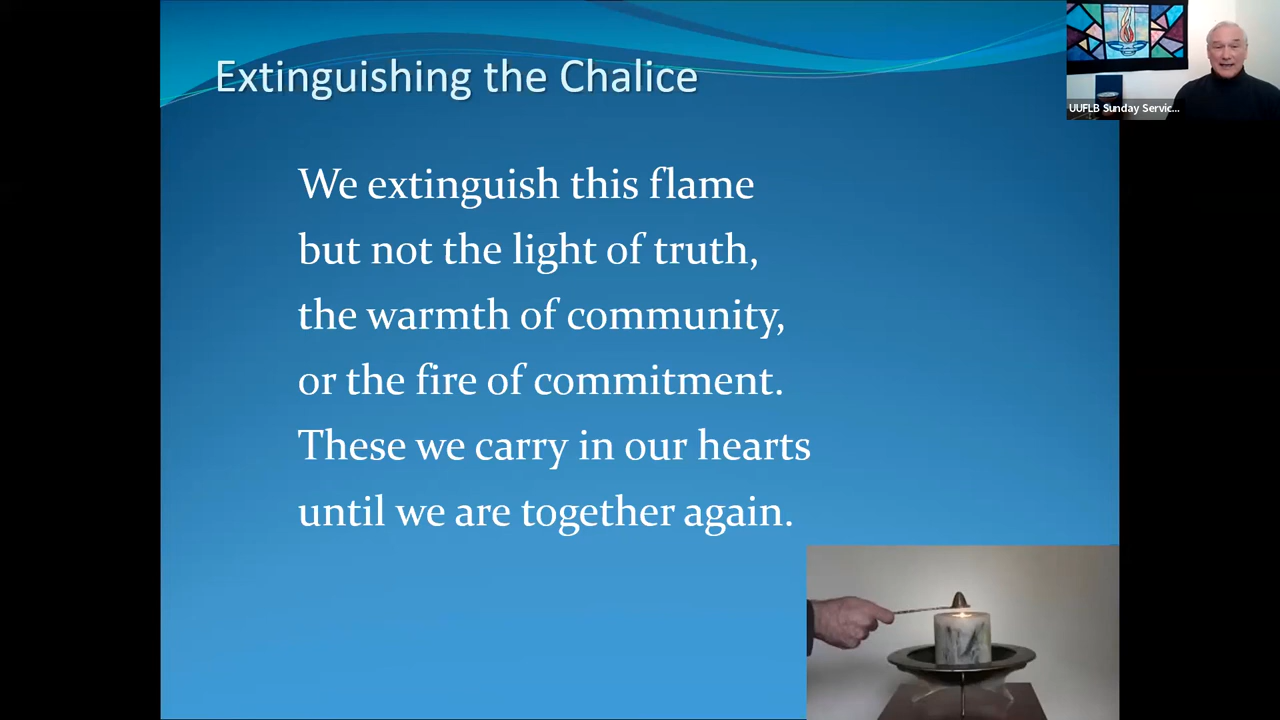 Extinguishing the Chalice
UUFLB Sunday Servic...
We extinguish this flame
but not the light of truth,
the warmth of community,
or the fire of commitment.
These we carry in our hearts
until we are together again.